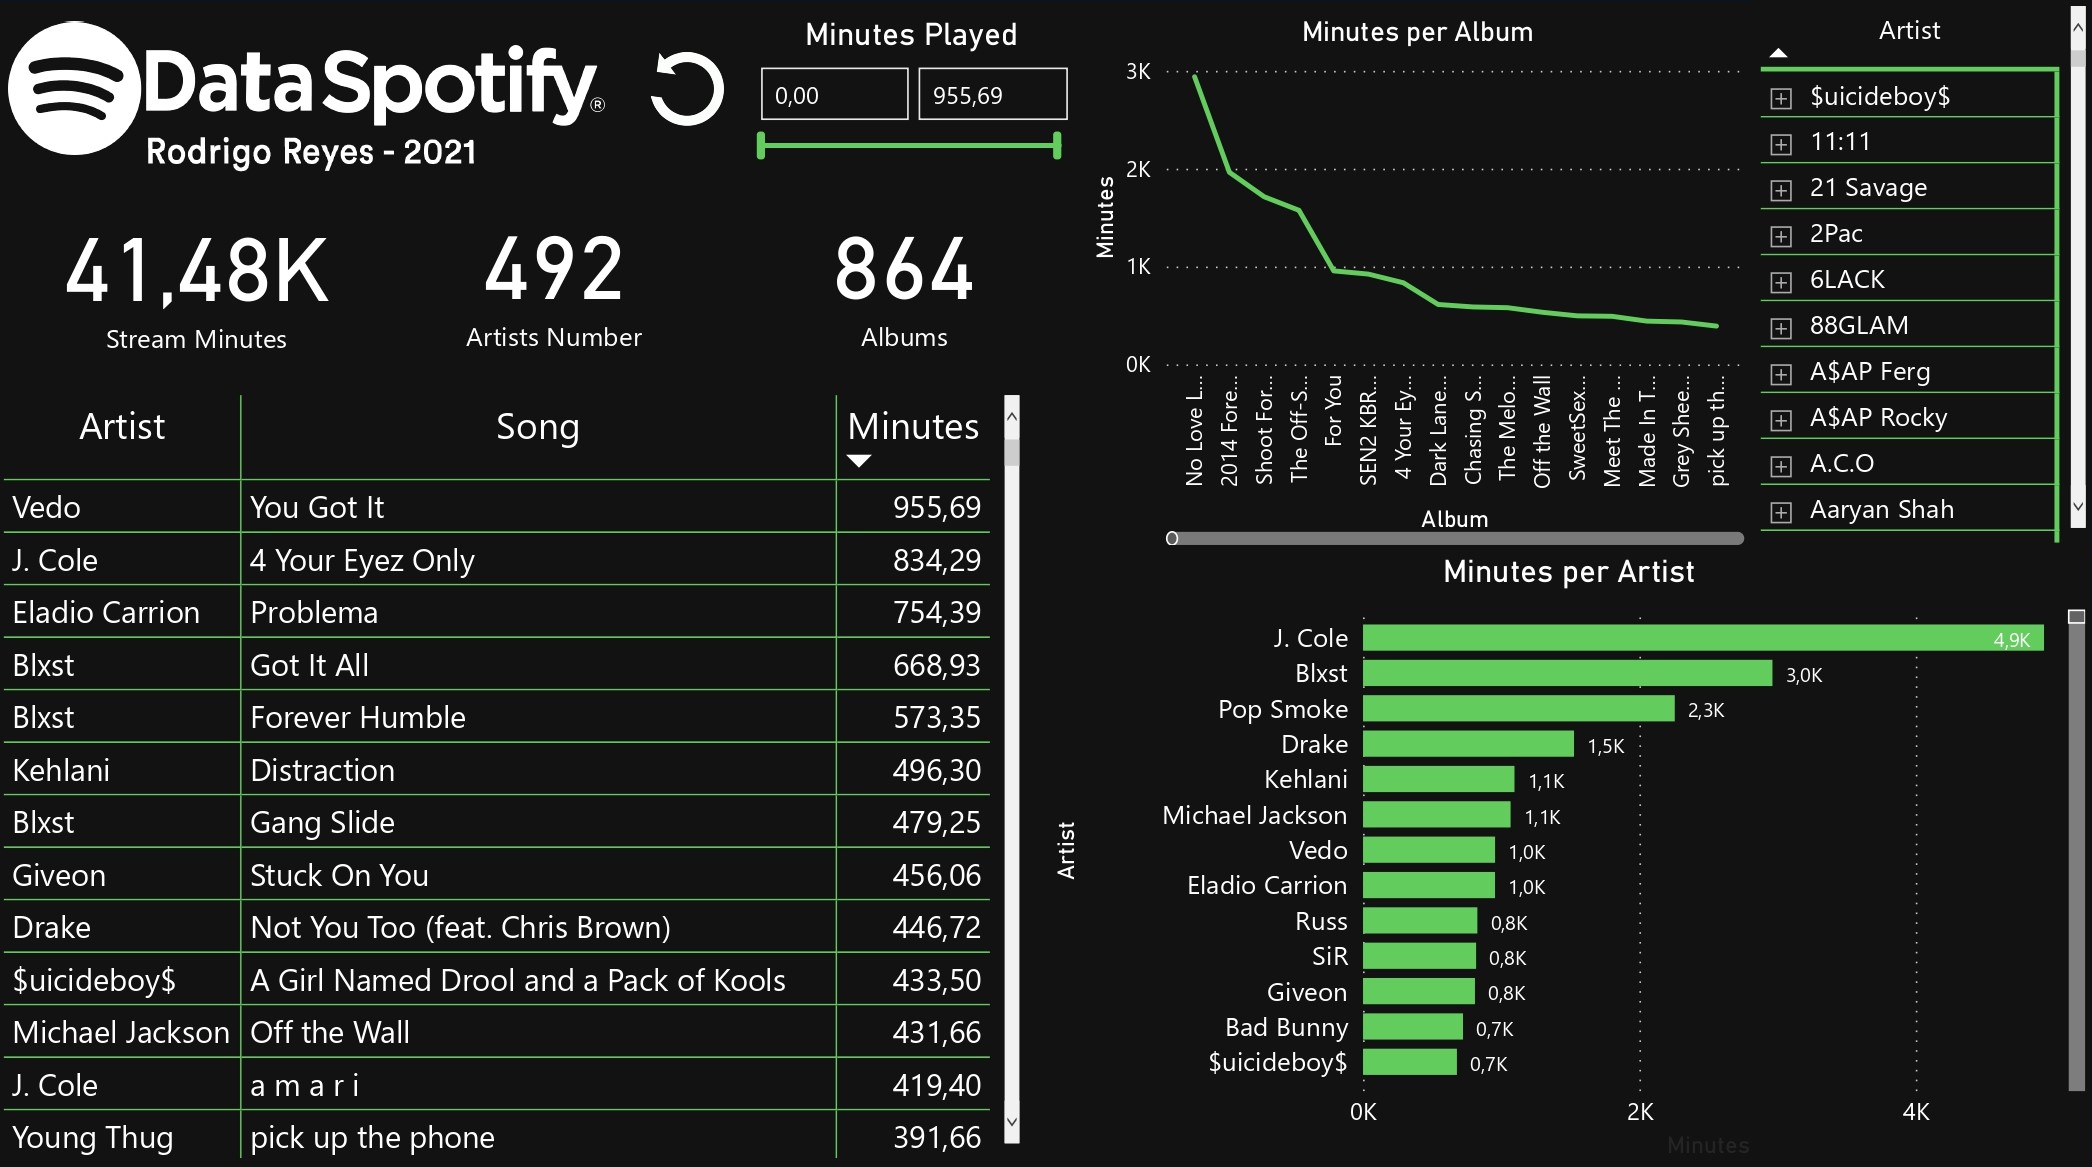 DataSpotify®
Rodrigo Reyes - 2021
Minutes Played
0,00
955,69
41,48K
Stream Minutes
492
Artists Number
864
Albums
Artist Song Minutes
Vedo You Got It 955,69
J. Cole 4 Your Eyez Only 834,29
Eladio Carrion Problema 754,39
Blxst Got It All 668,93
Blxst Forever Humble 573,35
Kehlani Distraction 496,30
Blxst Gang Slide 479,25
Giveon Stuck On You 456,06
Drake Not You Too (feat. Chris Brown) 446,72
$uicideboy$ A Girl Named Drool and a Pack of Kools 433,50
Michael Jackson Off the Wall 431,66
J. Cole a m a r i 419,40
Young Thug pick up the phone 391,66
Minutes per Album
Minutes
3K
2K
1K
0K
No Love L...
2014 Fore...
Shoot For...
The Off-S...
For You
SEN2 KBR...
4 Your Ey...
Dark Lane...
Chasing S...
The Melo...
Off the Wall
SweetSex...
Meet The ...
Made In T...
Grey Shee...
pick up th...
Album
Artist
$uicideboy$
11:11
21 Savage
2Pac
6LACK
88GLAM
A$AP Ferg
A$AP Rocky
A.C.O
Aaryan Shah
Minutes per Artist
Artist
J. Cole 4,9K
Blxst 3,0K
Pop Smoke 2,3K
Drake 1,5K
Kehlani 1,1K
Michael Jackson 1,1K
Vedo 1,0K
Eladio Carrion 1,0K
Russ 0,8K
SiR 0,8K
Giveon 0,8K
Bad Bunny 0,7K
$uicideboy$ 0,7K
0K 2K 4K
Minutes